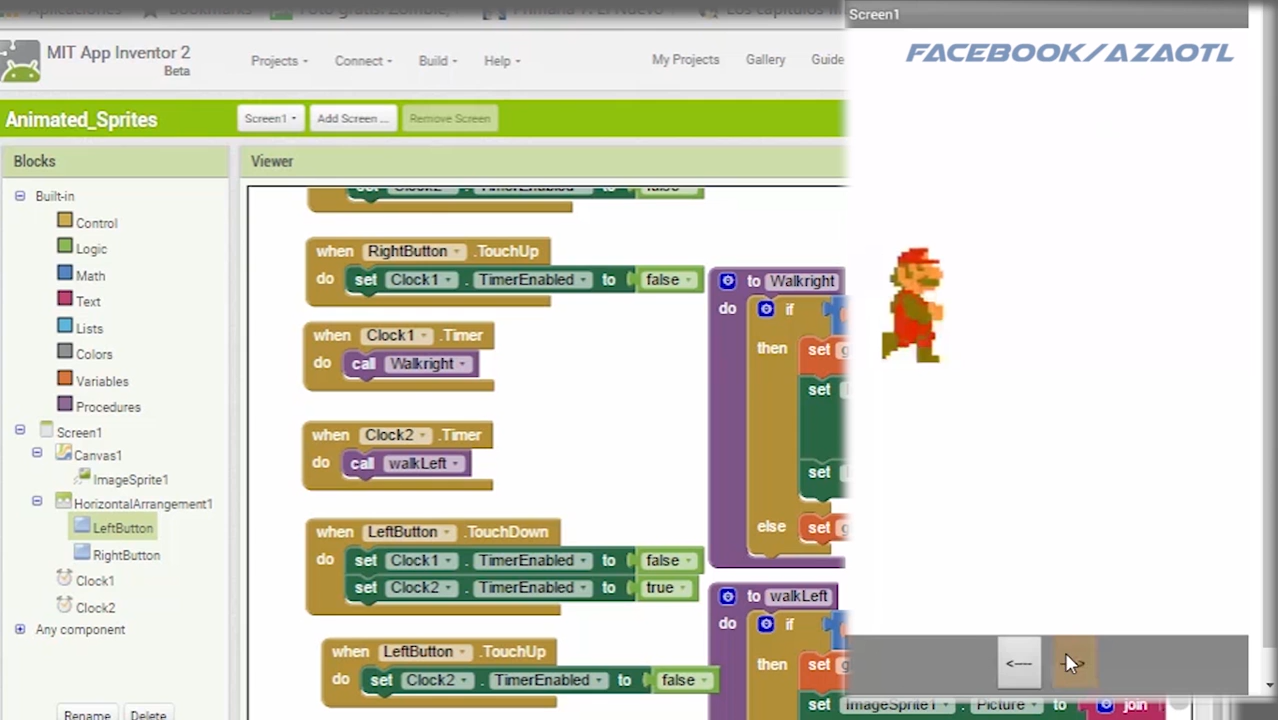 Screen1
FACEBOOK/AZAOTL
MIT App Inventor 2
Beta
Projects
Connect
Build
Help
My Projects
Gallery
Guide
Animated_Sprites
Screen1
Add Screen ...
Remove Screen
Blocks
Viewer
Built-in
Control
Logic
Math
Text
Lists
Colors
Variables
Procedures
Screen1
Canvas1
ImageSprite1
HorizontalArrangement1
LeftButton
RightButton
Clock1
Clock2
Any component
Rename
Delete
set Clock2 . TimerEnabled to false
when RightButton .TouchUp
do set Clock1 . TimerEnabled to false
when Clock1 .Timer
do call Walkright
when Clock2 .Timer
do call walkLeft
when LeftButton .TouchDown
do set Clock1 . TimerEnabled to false
set Clock2 . TimerEnabled to true
when LeftButton .TouchUp
do set Clock2 . TimerEnabled to false
to Walkright
do if
then set
set
set
else set
to walkLeft
do if
then set
set ImageSprite1 . Picture to join
<----